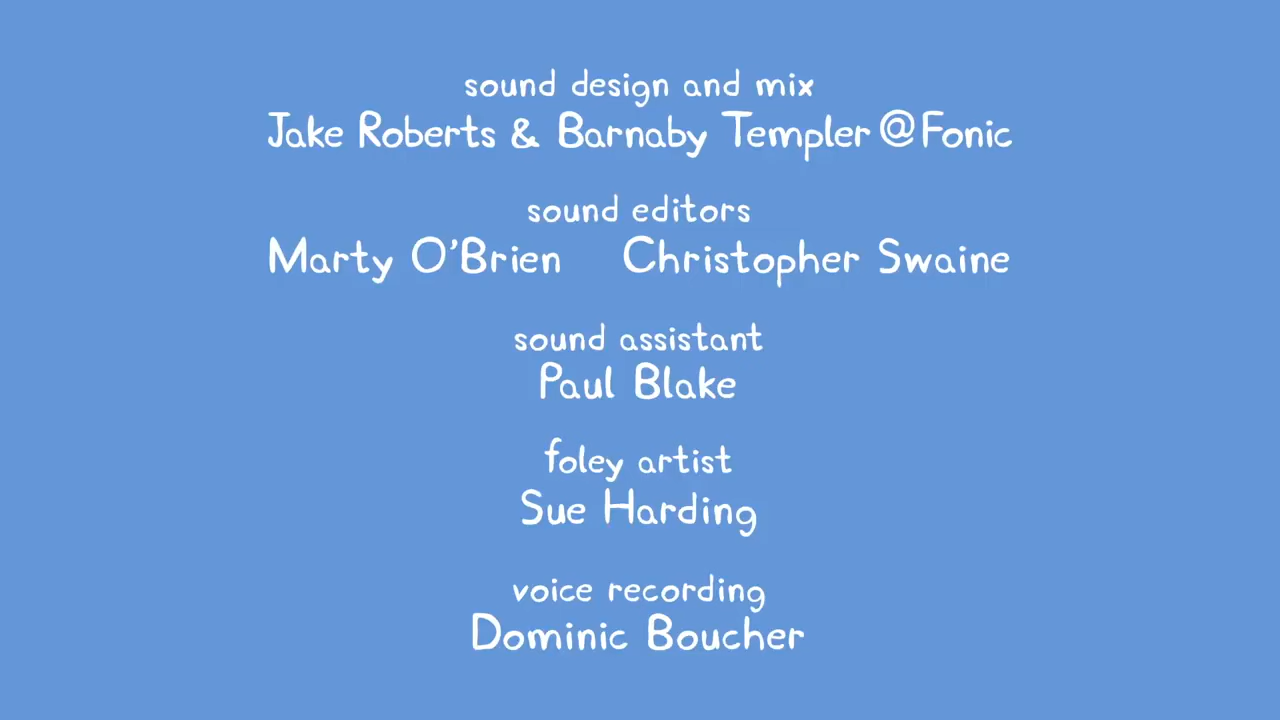 sound design and mix
Jake Roberts & Barnaby Templer @ Fonic
sound editors
Marty O'Brien Christopher Swaine
sound assistant
Paul Blake
foley artist
Sue Harding
voice recording
Dominic Boucher